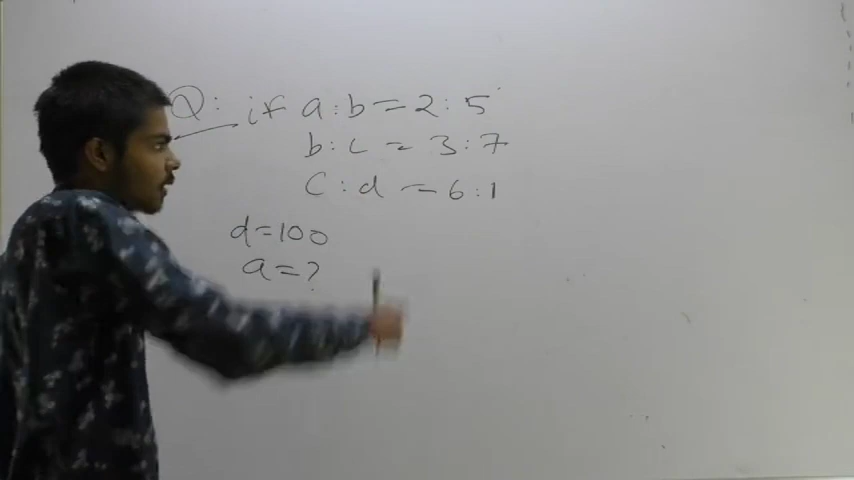 Q: if a:b = 2:5
b:c = 3:7
c:d = 6:1
d=100
a=?